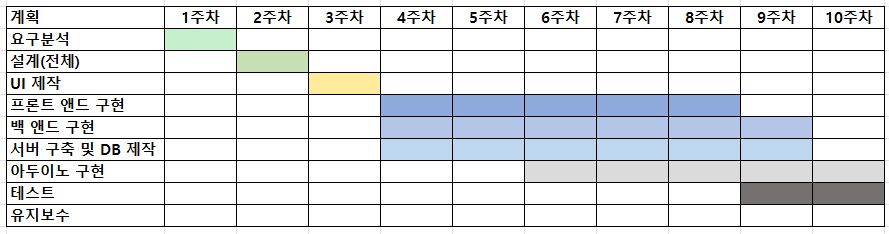 계획 1주차 2주차 3주차 4주차 5주차 6주차 7주차 8주차 9주차 10주차
요구분석
설계(전체)
UI 제작
프론트 앤드 구현
백 앤드 구현
서버 구축 및 DB 제작
아두이노 구현
테스트
유지보수